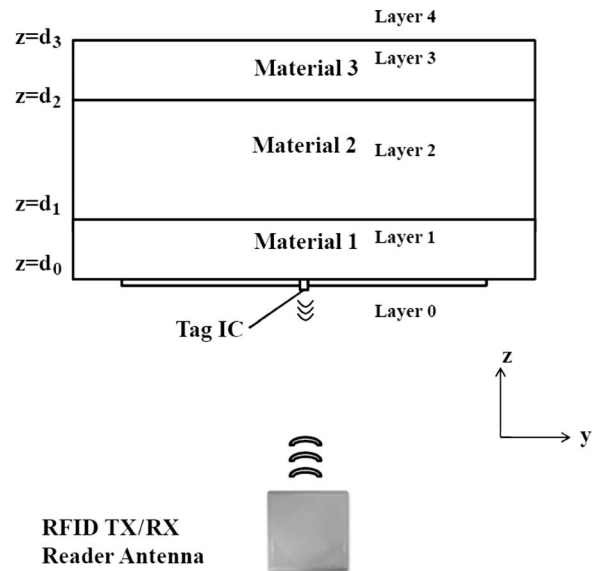 Layer 4
z=d3
Material 3 Layer 3
z=d2
Material 2 Layer 2
z=d1
Material 1 Layer 1
z=d0
Tag IC
Layer 0
z
y
RFID TX/RX
Reader Antenna